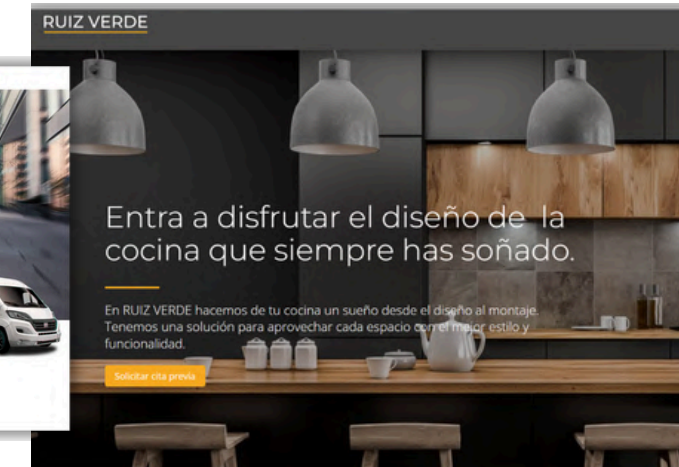 RUIZ VERDE
Entra a disfrutar el diseño de la
cocina que siempre has soñado.
En RUIZ VERDE hacemos de tu cocina un sueño desde el diseño al montaje.
Tenemos una solución para aprovechar cada espacio con el mejor estilo y
funcionalidad.
Solicitar cita previa